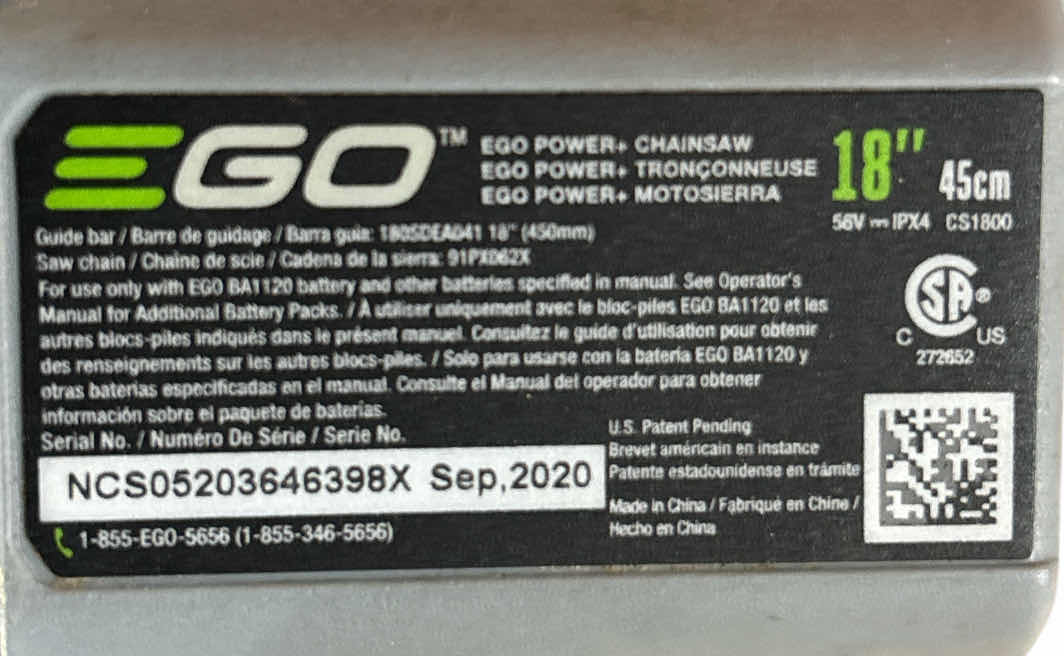 EGO™
EGO POWER+ CHAINSAW
EGO POWER+ TRONÇONNEUSE
EGO POWER+ MOTOSIERRA
18" 45cm
56V ⎓ IPX4 CS1800
Guide bar / Barre de guidage / Barra guia: 180SDEA041 18" (450mm)
Saw chain / Chaîne de scie / Cadena de la sierra: 91PX062X
For use only with EGO BA1120 battery and other batteries specified in manual. See Operator's
Manual for Additional Battery Packs. / À utiliser uniquement avec le bloc-piles EGO BA1120 et les
autres blocs-piles indiqués dans le présent manuel. Consultez le guide d'utilisation pour obtenir
des renseignements sur les autres blocs-piles. / Solo para usarse con la batería EGO BA1120 y
otras baterías especificadas en el manual. Consulte el Manual del operador para obtener
información sobre el paquete de baterías.
Serial No. / Numéro De Série / Serie No.
NCS05203646398X Sep,2020
1-855-EGO-5656 (1-855-346-5656)
U.S. Patent Pending
Brevet américain en instance
Patente estadounidense en trámite
Made in China / Fabriqué en Chine /
Hecho en China
CSA®
C US
272652